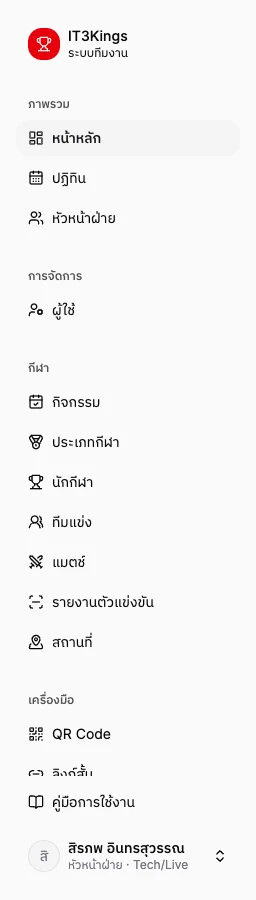 IT3Kings
ระบบทีมงาน
ภาพรวม
หน้าหลัก
ปฏิทิน
หัวหน้าฝ่าย
การจัดการ
ผู้ใช้
กีฬา
กิจกรรม
ประเภทกีฬา
นักกีฬา
ทีมแข่ง
แมตช์
รายงานตัวแข่งขัน
สถานที่
เครื่องมือ
QR Code
ลิงก์สั้น
คู่มือการใช้งาน
สิ
สิรภพ อินทรสุวรรณ
หัวหน้าฝ่าย · Tech/Live